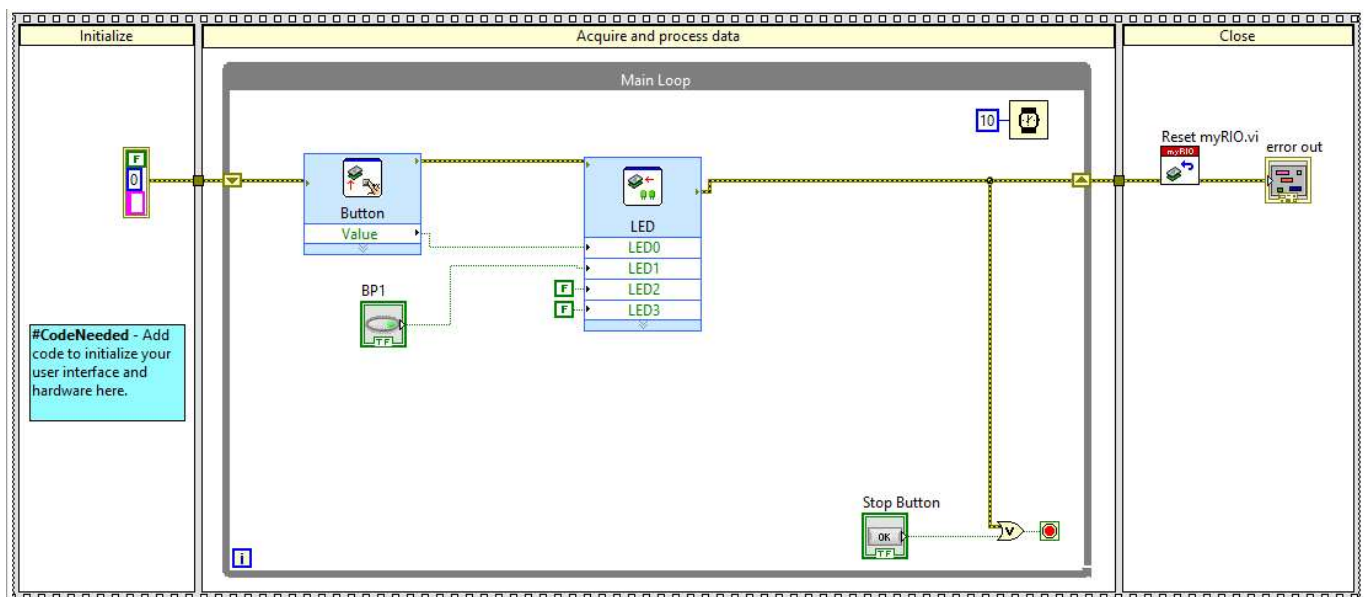 Initialize
Acquire and process data
Close
Main Loop
10
Reset myRIO.vi
myRIO
error out
F
0
Button
Value
LED
LED0
LED1
LED2
LED3
F
F
BP1
TF
#CodeNeeded - Add
code to initialize your
user interface and
hardware here.
Stop Button
OK
TF
V
i